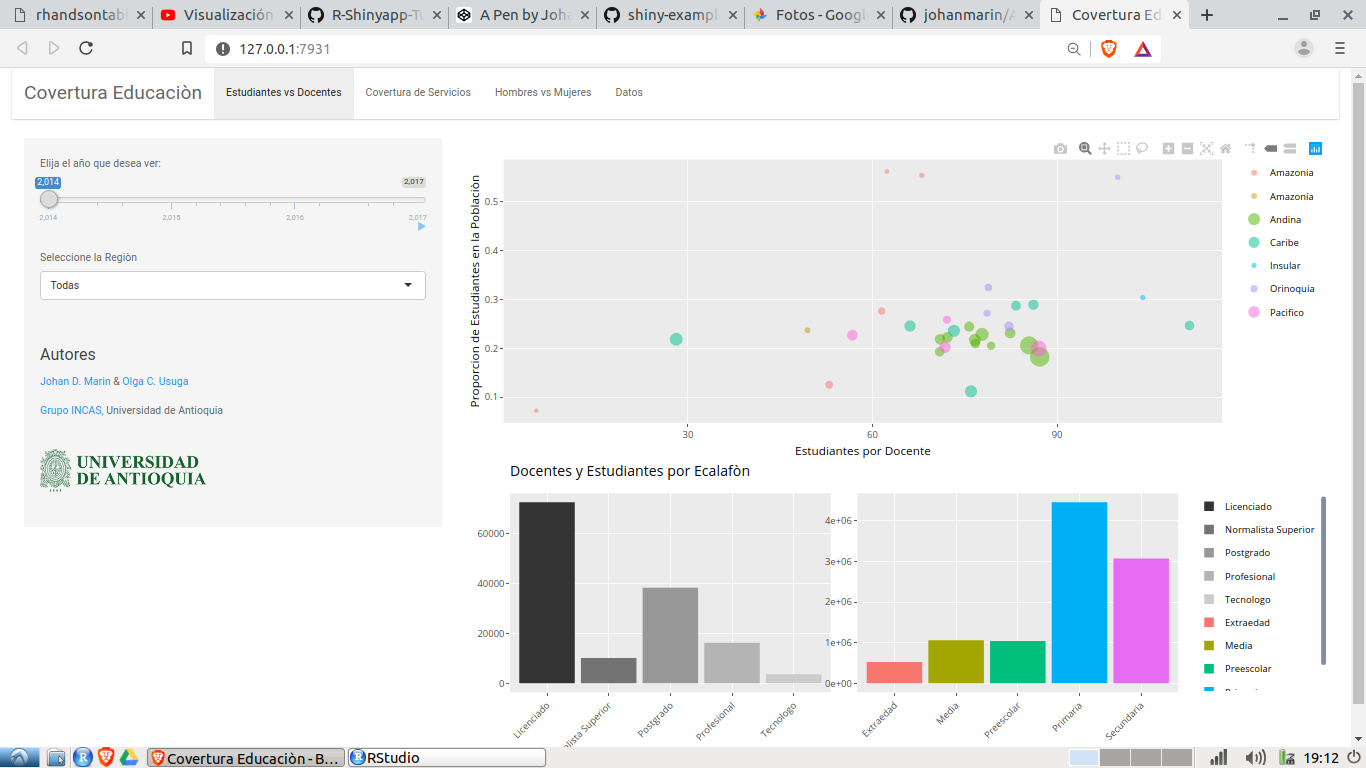 rhandsontab
Visualización
R-Shinyapp-Tu
A Pen by Joha
shiny-exampl
Fotos - Googl
johanmarin/A
Covertura Ed
127.0.0.1:7931
Covertura Educaciòn
Estudiantes vs Docentes
Covertura de Servicios
Hombres vs Mujeres
Datos
Elija el año que desea ver:
2,014
2,017
2,014
2,015
2,016
2,017
Seleccione la Regiòn
Todas
Autores
Johan D. Marin & Olga C. Usuga
Grupo INCAS, Universidad de Antioquia
UNIVERSIDAD
DE ANTIOQUIA
Proporcion de Estudiantes en la Poblaciòn
0.5
0.4
0.3
0.2
0.1
30
60
90
Estudiantes por Docente
Amazonia
Amazonía
Andina
Caribe
Insular
Orinoquia
Pacifico
Docentes y Estudiantes por Ecalafòn
60000
40000
20000
0
Licenciado
alista Superior
Postgrado
Profesional
Tecnologo
4e+06
3e+06
2e+06
1e+06
0e+00
Extraedad
Media
Preescolar
Primaria
Secundaria
Licenciado
Normalista Superior
Postgrado
Profesional
Tecnologo
Extraedad
Media
Preescolar
Covertura Educaciòn - B...
RStudio
19:12